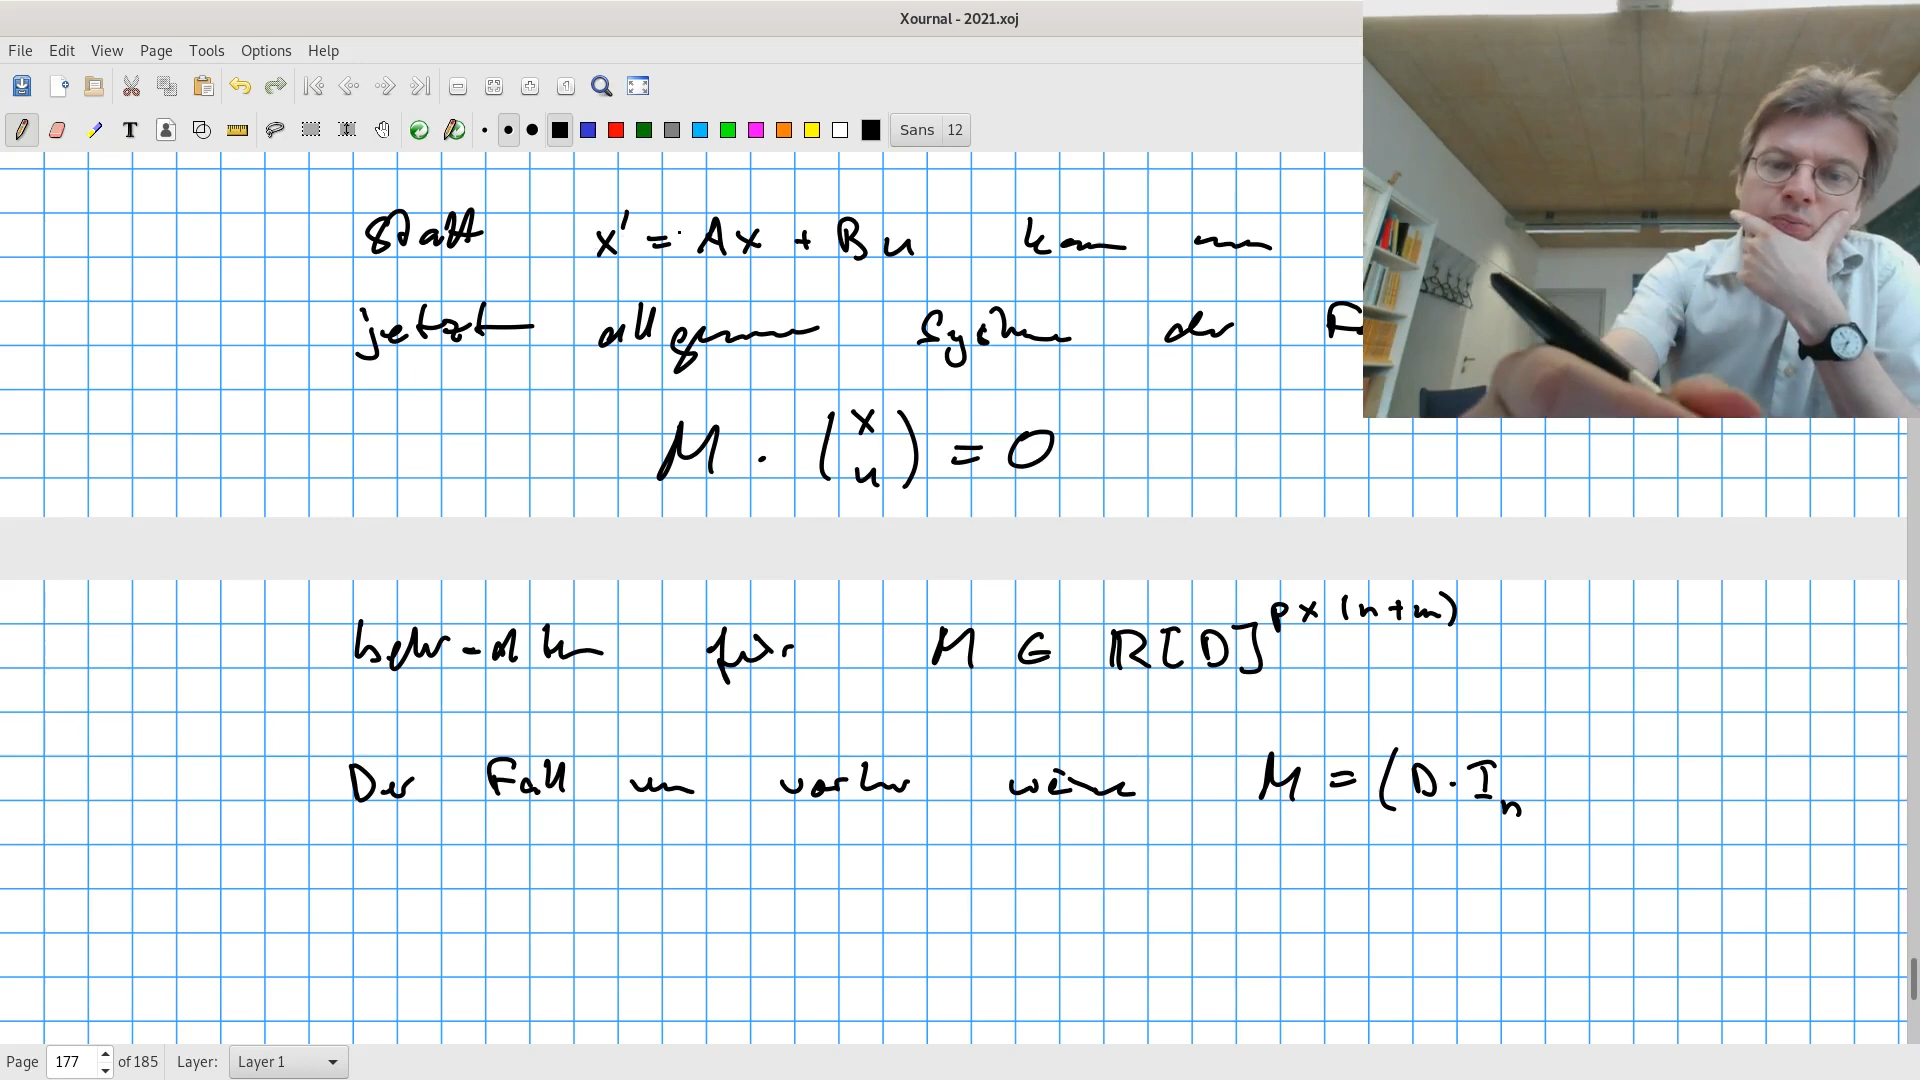 Xournal - 2021.xoj
File Edit View Page Tools Options Help
T Sans 12
Statt x' = Ax + Bu kann man
jetzt allgemeine Systeme der
M · (x u) = 0
betrachten für M ∈ ℝ[D]^{p×(n+m)}
Der Fall von vorher wäre M = (D · I_n
Page 177 of 185 Layer: Layer 1